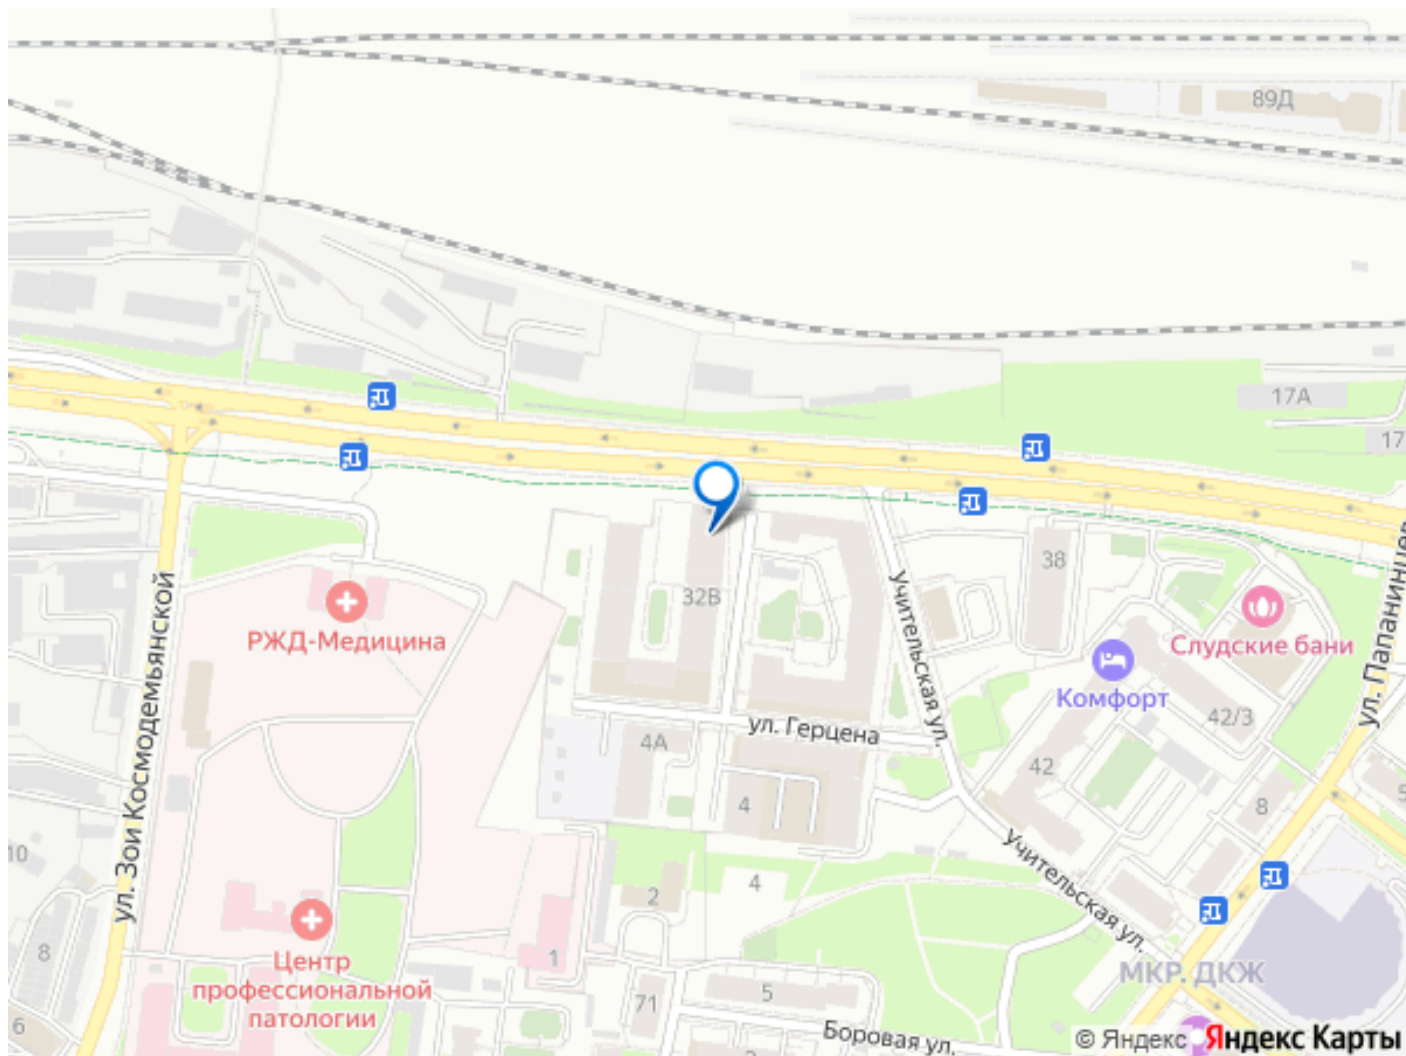 89Д
17А
17
38
32В
РЖД-Медицина
Слудские бани
Комфорт
ул. Папанинцев
Учительская ул.
ул. Зои Космодемьянской
42/3
ул. Герцена
4А
42
4
8
5
10
Учительская ул.
2
4
8
1
Центр
профессиональной
патологии
МКР. ДКЖ
5
71
6
Боровая ул.
© Яндекс Яндекс Карты